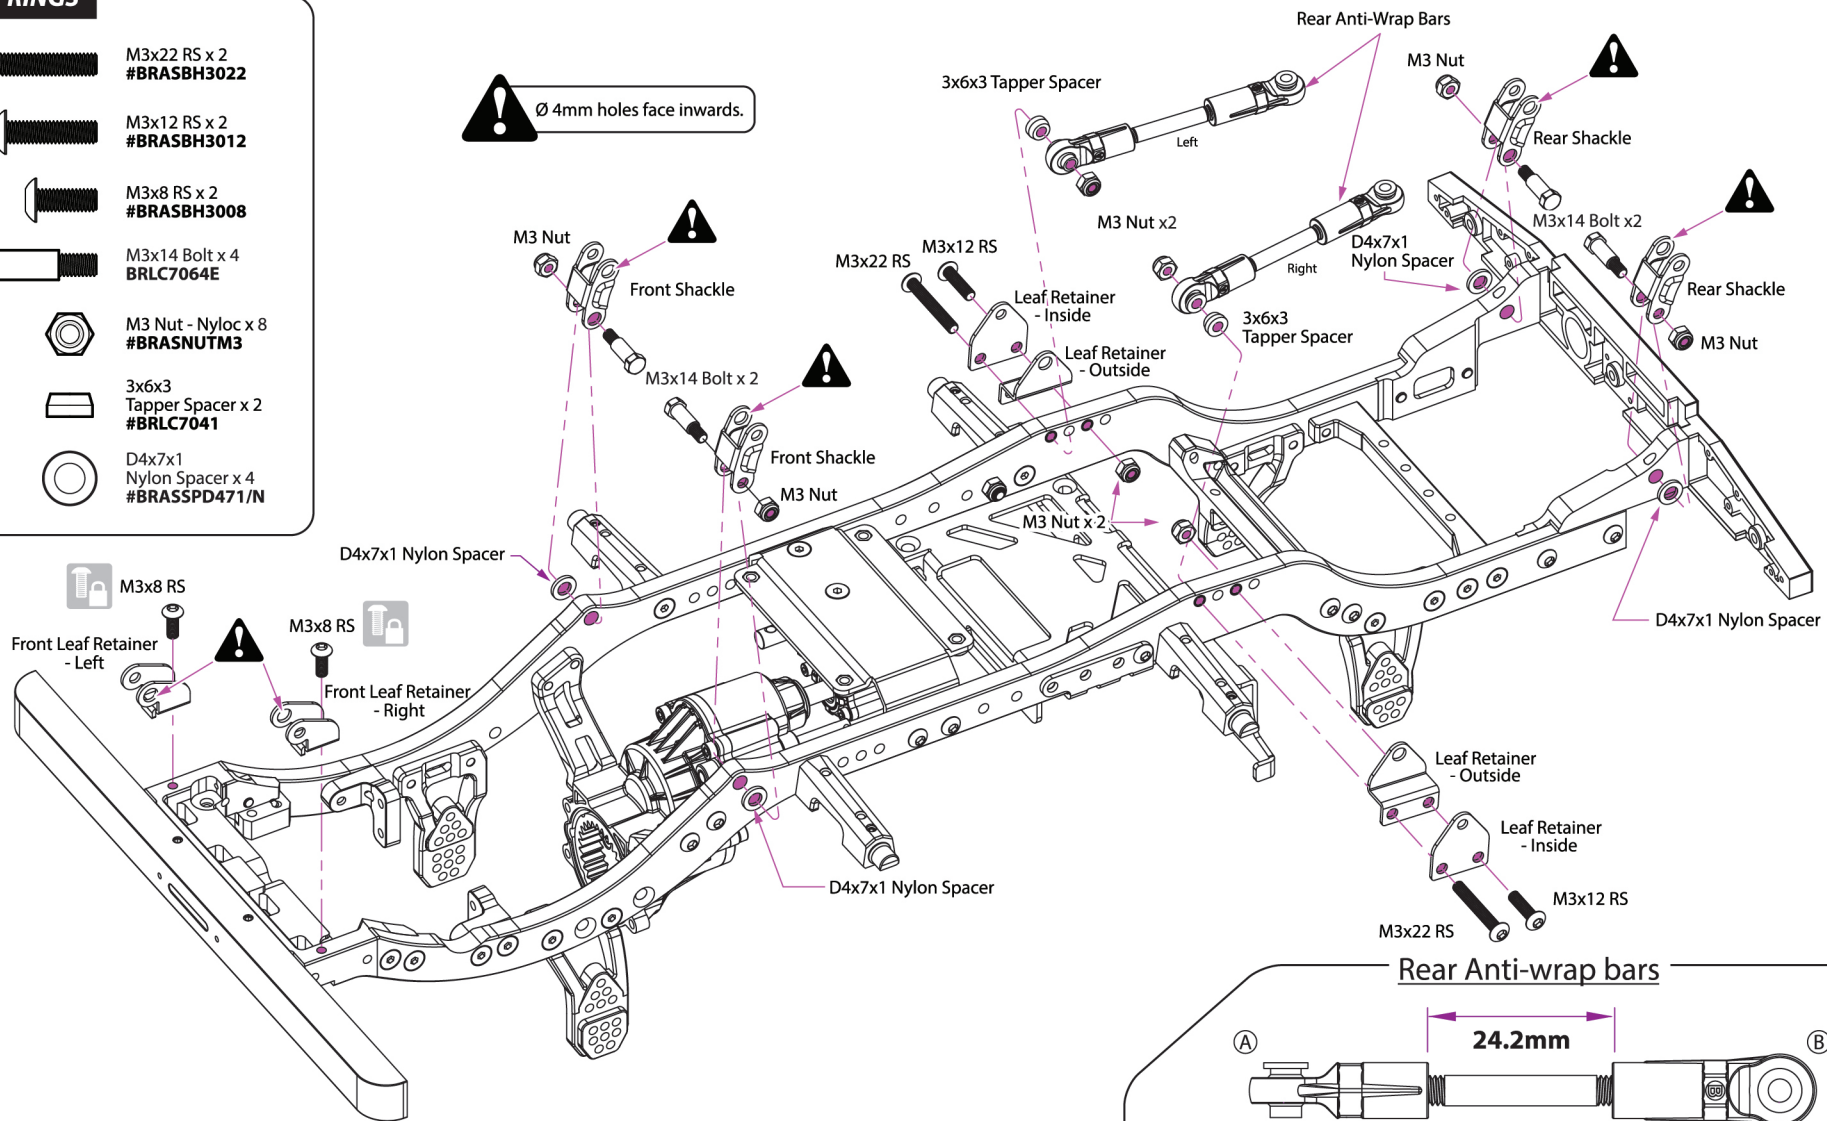 M3x22 RS x 2
#BRASBH3022
M3x12 RS x 2
#BRASBH3012
M3x8 RS x 2
#BRASBH3008
M3x14 Bolt x 4
BRLC7064E
M3 Nut - Nyloc x 8
#BRASNUTM3
3x6x3
Tapper Spacer x 2
#BRLC7041
D4x7x1
Nylon Spacer x 4
#BRASSPD471/N
Ø 4mm holes face inwards.
Rear Anti-Wrap Bars
3x6x3 Tapper Spacer
Left
M3 Nut x2
Right
M3 Nut
Rear Shackle
M3x14 Bolt x2
D4x7x1
Nylon Spacer
Rear Shackle
M3 Nut
M3 Nut
Front Shackle
M3x14 Bolt x 2
Front Shackle
M3 Nut
M3x12 RS
M3x22 RS
Leaf Retainer
- Inside
Leaf Retainer
- Outside
3x6x3
Tapper Spacer
M3 Nut x 2
D4x7x1 Nylon Spacer
M3x8 RS
M3x8 RS
Front Leaf Retainer
- Left
Front Leaf Retainer
- Right
D4x7x1 Nylon Spacer
D4x7x1 Nylon Spacer
Leaf Retainer
- Outside
Leaf Retainer
- Inside
M3x12 RS
M3x22 RS
Rear Anti-wrap bars
24.2mm
A
B
B